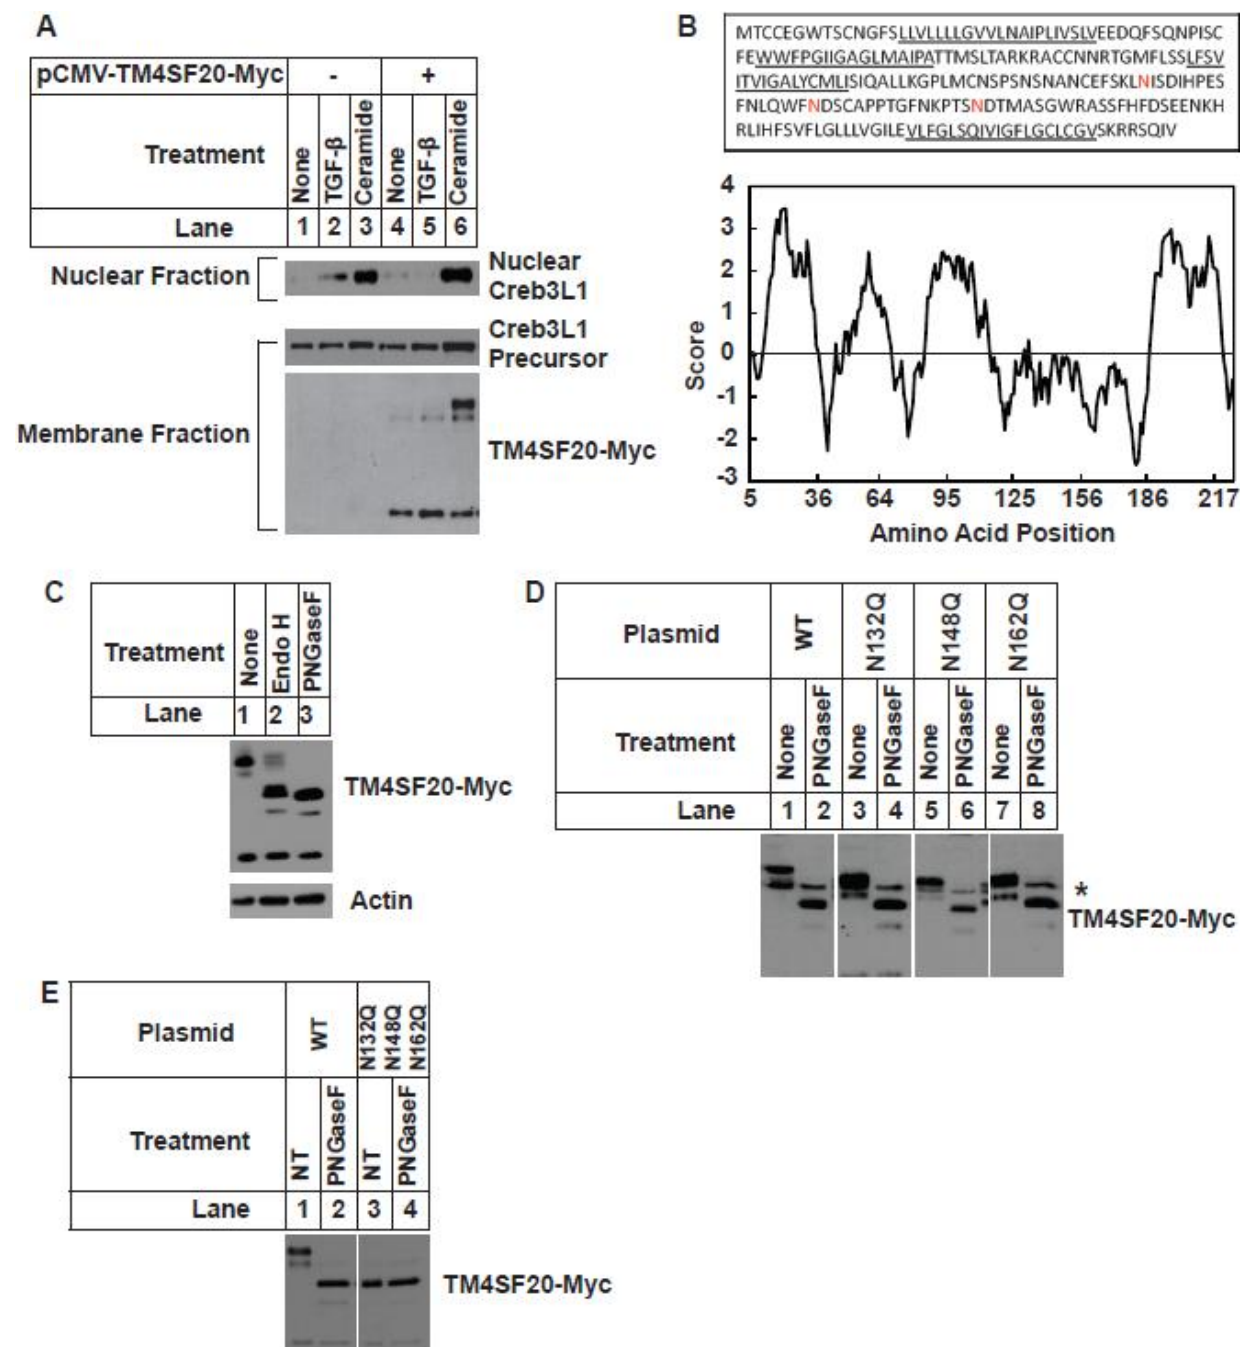 A
pCMV-TM4SF20-Myc - +
Treatment
None TGF-β Ceramide None TGF-β Ceramide
Lane 1 2 3 4 5 6
Nuclear Fraction
Nuclear
Creb3L1
Creb3L1
Precursor
Membrane Fraction
TM4SF20-Myc
B
MTCCEGWTSCNGFSLLVLLLLGVVLNAIPLIVSLVEEDQFSQNPISC
FEWWFPGIIGAGLMAIPATTMSLTARKRACCNNRTGMFLSSLFSV
ITVIGALYCMLISIQALLKGPLMCNSPSNSNANCEFSKLNISDIHPES
FNLQWFNDSCAPPTGFNKPTSNDTMASGWRASSFHFDSEENKH
RLIHFSVFLGLLLVGILEVLFGLSQIVIGFLGCLCGVSKRRSQIV
4
3
2
1
0
-1
-2
-3
Score
5 36 64 95 125 156 186 217
Amino Acid Position
C
Treatment
None Endo H PNGaseF
Lane 1 2 3
TM4SF20-Myc
Actin
D
Plasmid
WT N132Q N148Q N162Q
Treatment
None PNGaseF None PNGaseF None PNGaseF None PNGaseF
Lane 1 2 3 4 5 6 7 8
*
TM4SF20-Myc
E
Plasmid
WT
N132Q
N148Q
N162Q
Treatment
NT PNGaseF NT PNGaseF
Lane 1 2 3 4
TM4SF20-Myc